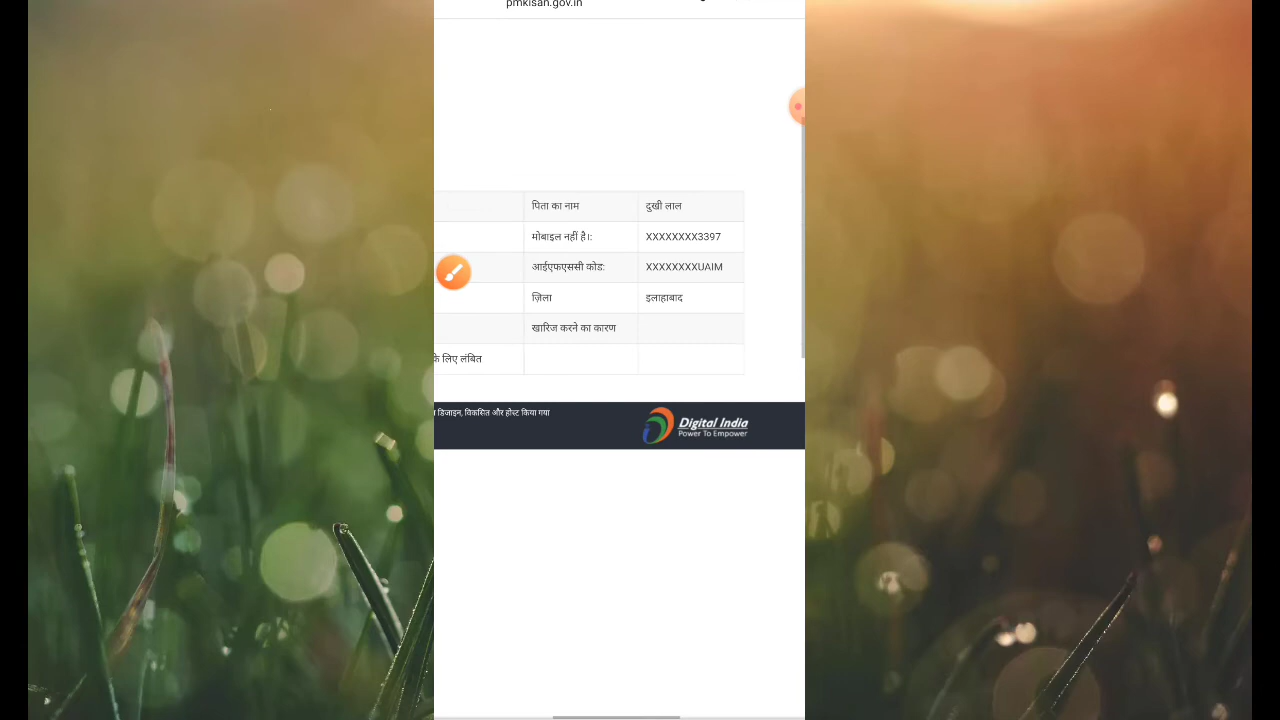 pmkisan.gov.in
पिता का नाम दुखी लाल
मोबाइल नहीं है।: XXXXXXXX3397
आईएफएससी कोड: XXXXXXXXUAIM
ज़िला इलाहाबाद
खारिज करने का कारण
के लिए लंबित
डिजाइन, विकसित और होस्ट किया गया
Digital India
Power To Empower